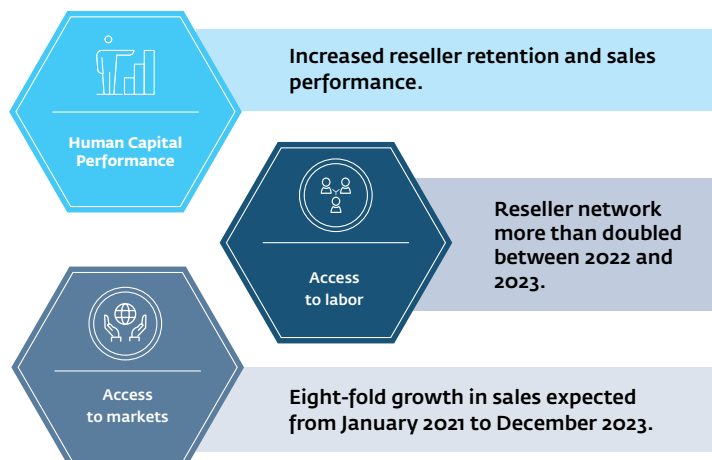 Increased reseller retention and sales
performance.
Human Capital
Performance
Reseller network
more than doubled
between 2022 and
2023.
Access
to labor
Access
to markets
Eight-fold growth in sales expected
from January 2021 to December 2023.